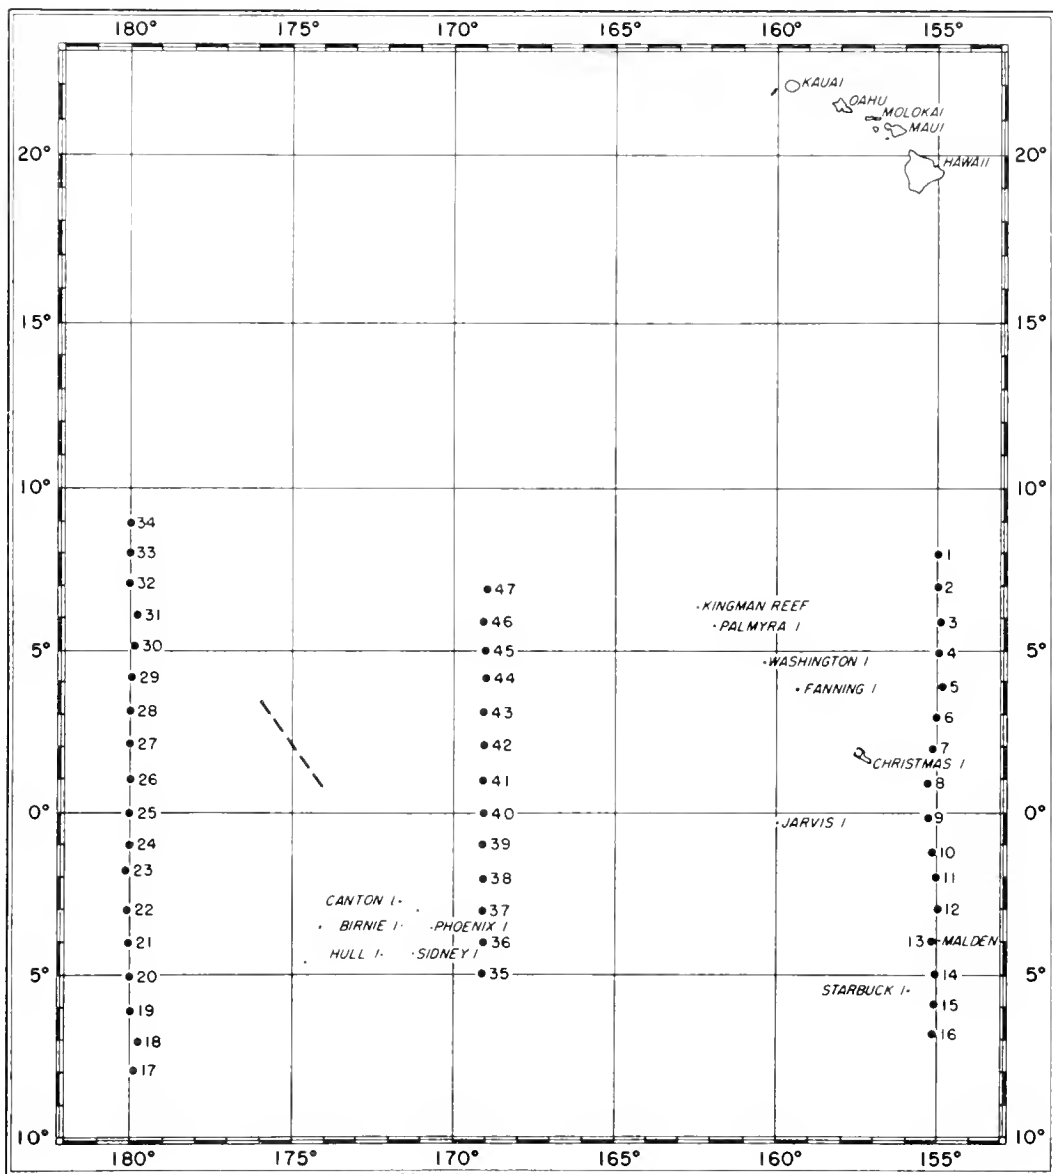 180° 175° 170° 165° 160° 155°
KAUAI
OAHU
MOLOKAI
MAUI
20° HAWAII 20°
15° 15°
10° 10°
34
33 1
32 2
47
KINGMAN REEF
31 46 PALMYRA I 3
30 45 4
5° 5°
WASHINGTON I
29 44 FANNING I 5
28 43 6
27 42 7
CHRISTMAS I
26 41 8
0° 25 40 9 0°
JARVIS I
24 39 10
23 38 11
CANTON I
22 37 12
BIRNIE I PHOENIX I
21 36 13 MALDEN
HULL I SIDNEY I
5° 20 35 14 5°
STARBUCK I
19 15
18 16
17
10° 10°
180° 175° 170° 165° 160° 155°